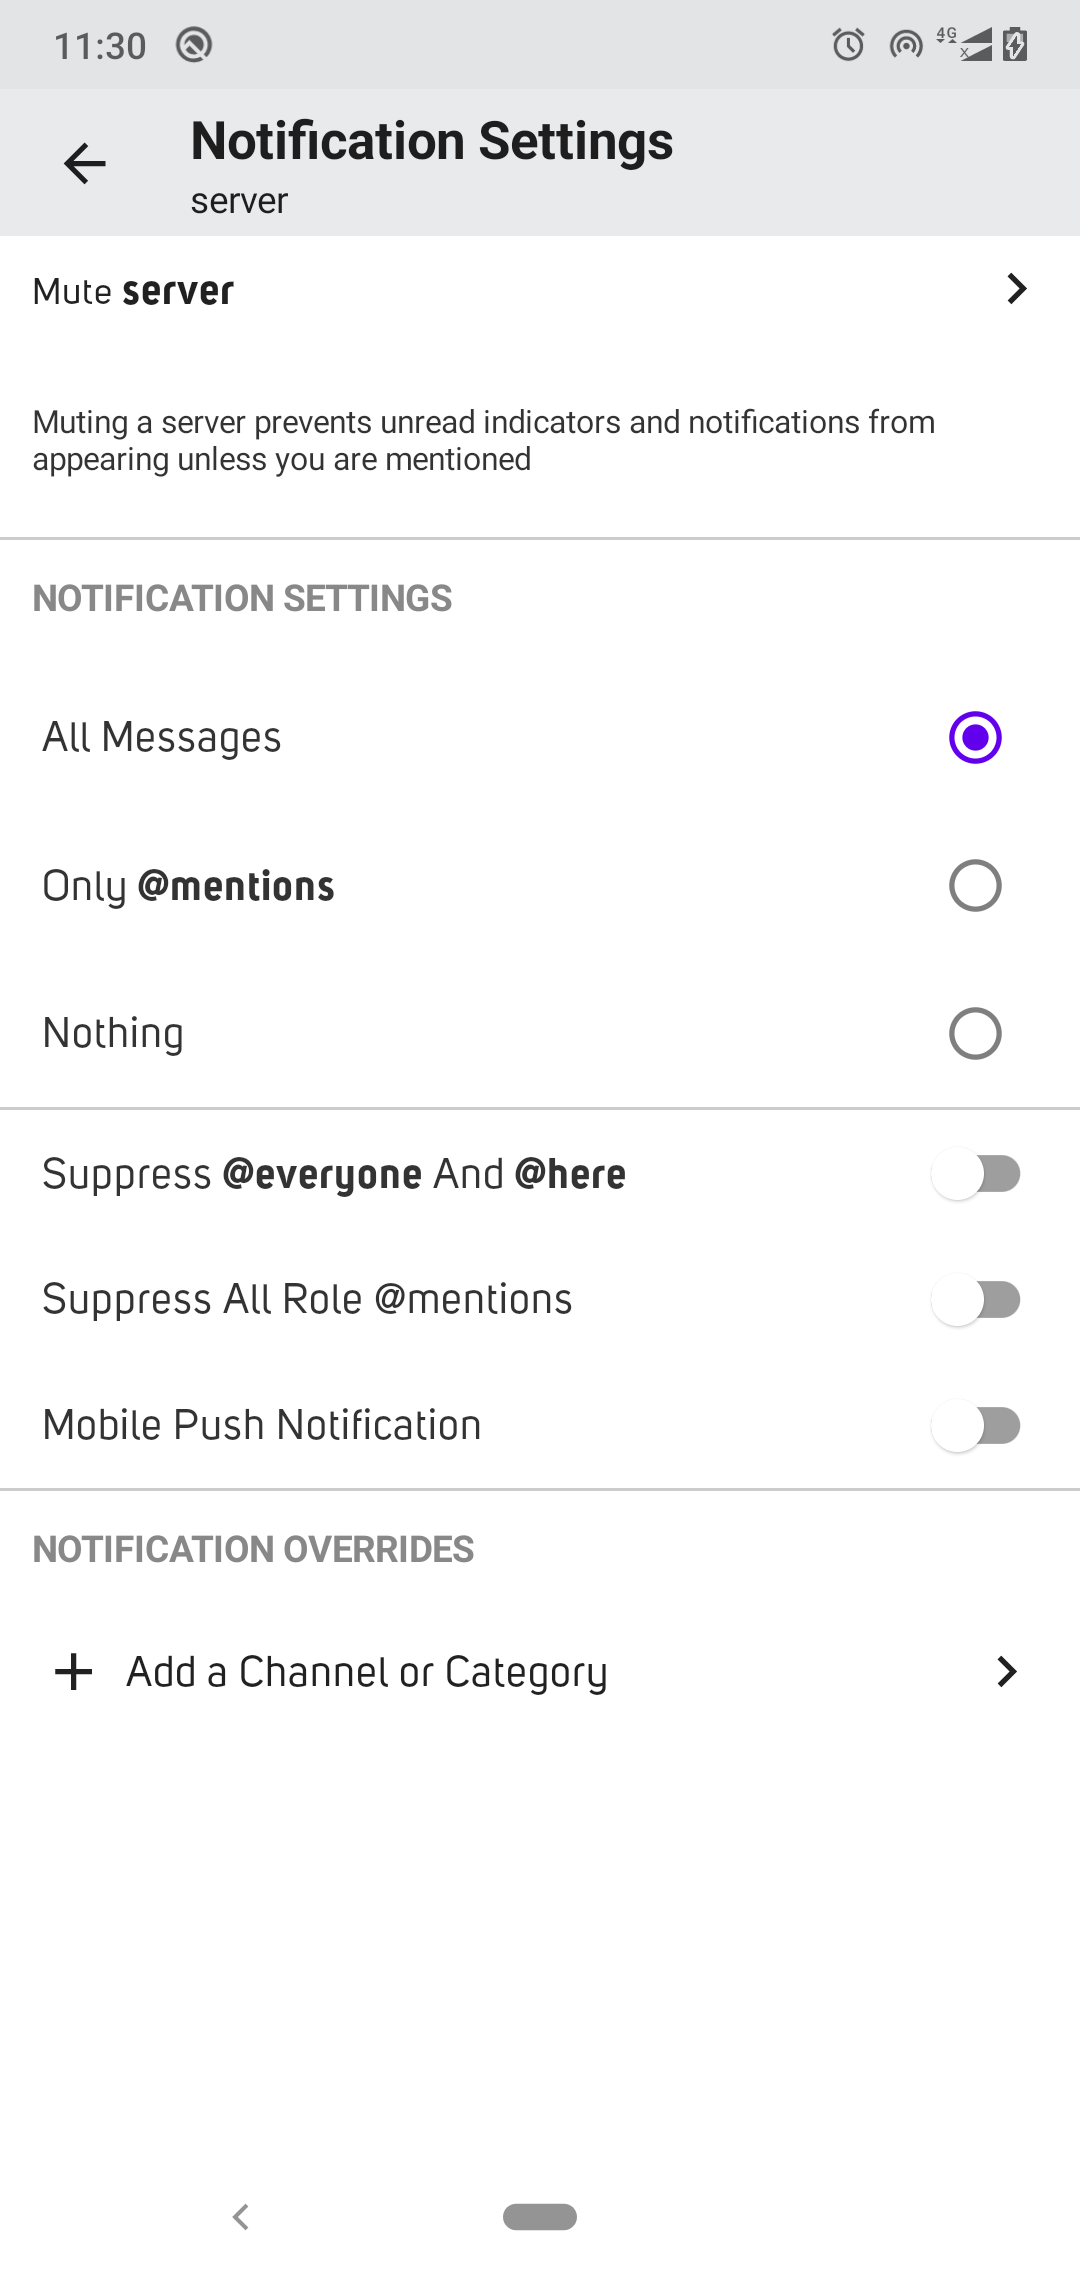 11:30
4G
Notification Settings
server
Mute server
Muting a server prevents unread indicators and notifications from
appearing unless you are mentioned
NOTIFICATION SETTINGS
All Messages
Only @mentions
Nothing
Suppress @everyone And @here
Suppress All Role @mentions
Mobile Push Notification
NOTIFICATION OVERRIDES
Add a Channel or Category